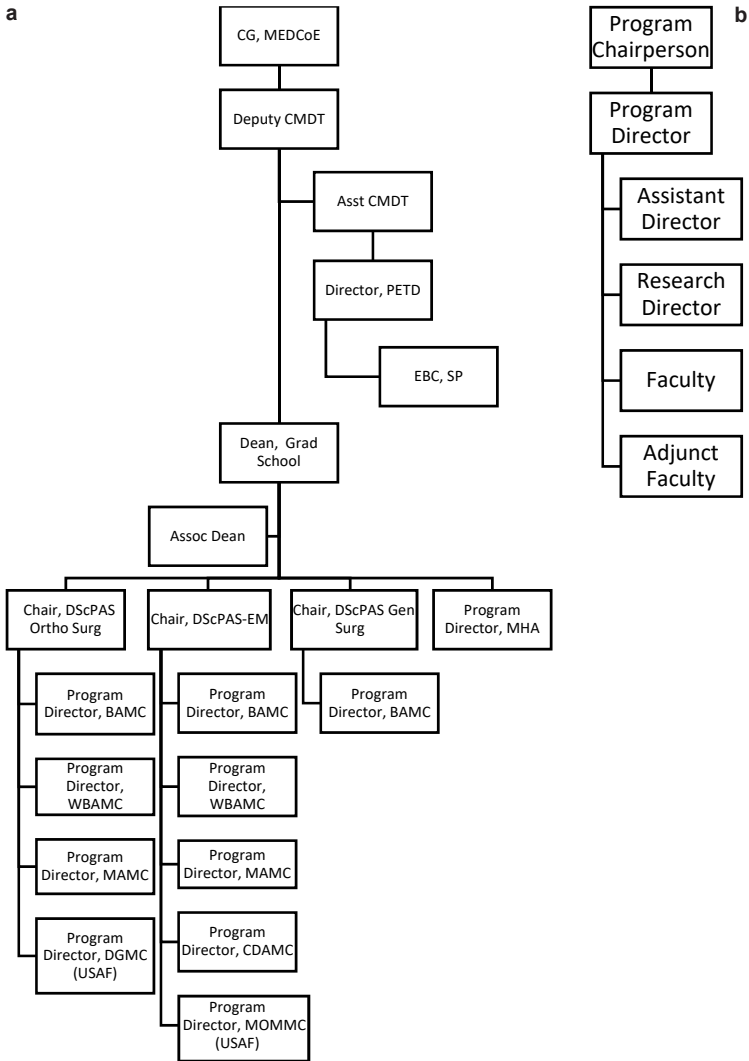 a
CG, MEDCoE
Deputy CMDT
Asst CMDT
Director, PETD
EBC, SP
Dean, Grad
School
Assoc Dean
Chair, DScPAS
Ortho Surg
Chair, DScPAS-EM
Chair, DScPAS Gen
Surg
Program
Director, MHA
Program
Director, BAMC
Program
Director,
WBAMC
Program
Director, MAMC
Program
Director, DGMC
(USAF)
Program
Director, BAMC
Program
Director,
WBAMC
Program
Director, MAMC
Program
Director, CDAMC
Program
Director, MOMMC
(USAF)
Program
Director, BAMC
b
Program
Chairperson
Program
Director
Assistant
Director
Research
Director
Faculty
Adjunct
Faculty